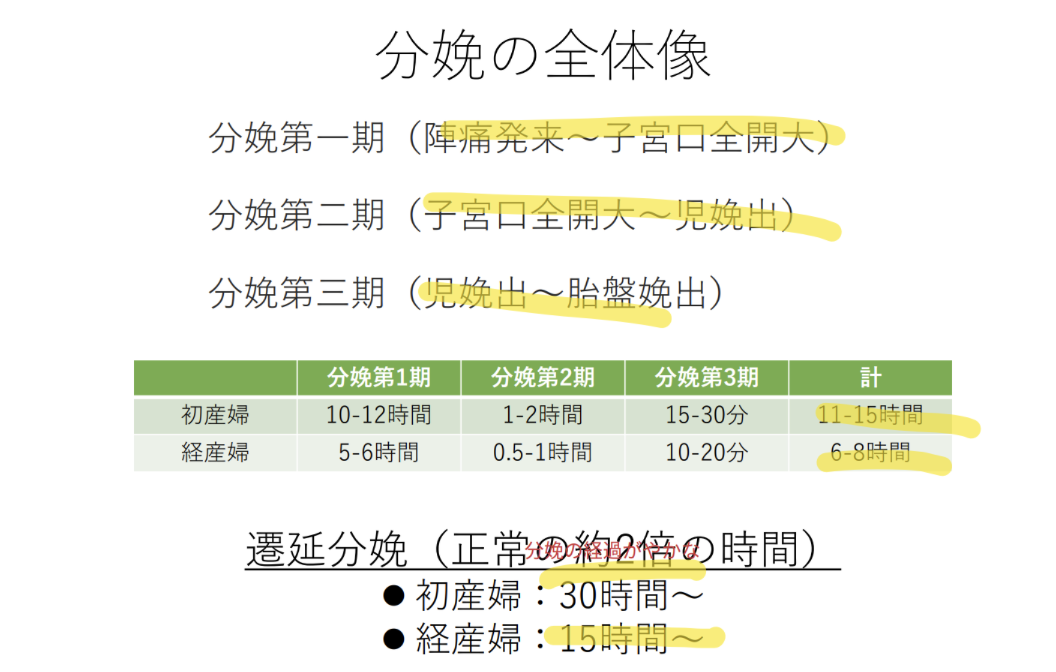 分娩の全体像
分娩第一期（陣痛発来～子宮口全開大）
分娩第二期（子宮口全開大～児娩出）
分娩第三期（児娩出～胎盤娩出）
分娩第1期 分娩第2期 分娩第3期 計
初産婦 10-12時間 1-2時間 15-30分 11-15時間
経産婦 5-6時間 0.5-1時間 10-20分 6-8時間
遷延分娩（正常の約2倍の時間）
分娩の経過がやかな
●初産婦：30時間～
●経産婦：15時間～